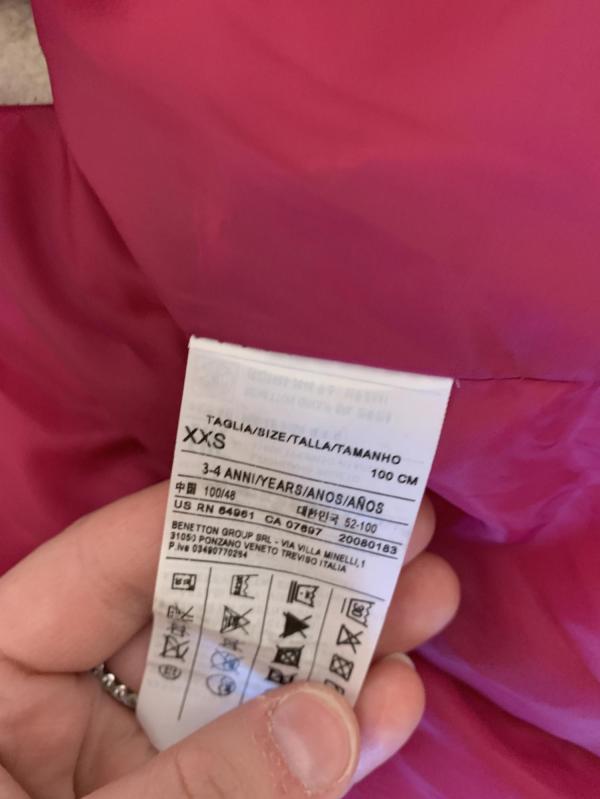 TAGLIA/SIZE/TALLA/TAMANHO
XXS 100 CM
3-4 ANNI/YEARS/ANOS/AÑOS
中國 100/48 대한민국 52-100
US RN 64961 CA 07697 20080183
BENETTON GROUP SRL - VIA VILLA MINELLI,1
31050 PONZANO VENETO TREVISO ITALIA
P.iva 03490770264